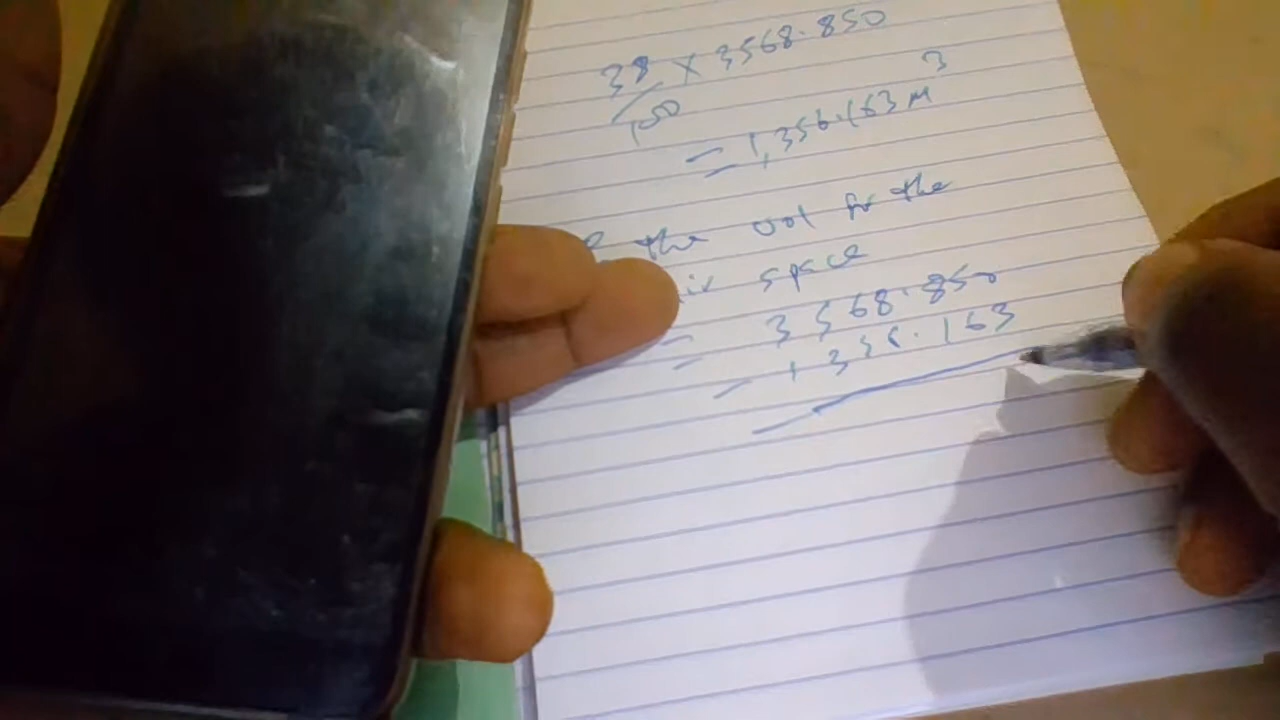 38 × 3568.850
100
= 1,356.163 M³
the vol for the
space
= 3568.850
- 1356.163